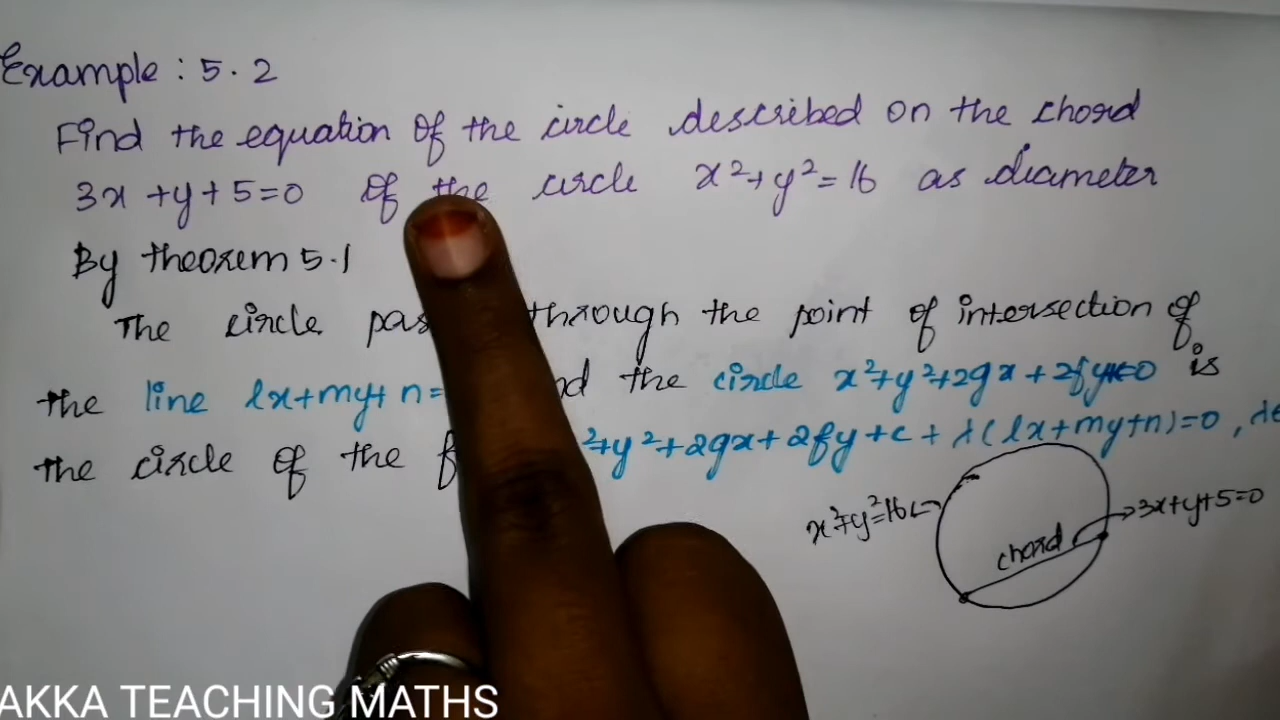 Example : 5.2
Find the equation of the circle described on the chord
3x + y + 5 = 0 of the circle x² + y² = 16 as diameter
By theorem 5.1
The circle pas through the point of intersection of
the line lx + my + n = nd the circle x² + y² + 2gx + 2fy + c = 0 is
the circle of the f ² + y² + 2gx + 2fy + c + λ(lx + my + n) = 0 , λ∈
x² + y² = 16
chord
3x + y + 5 = 0
AKKA TEACHING MATHS